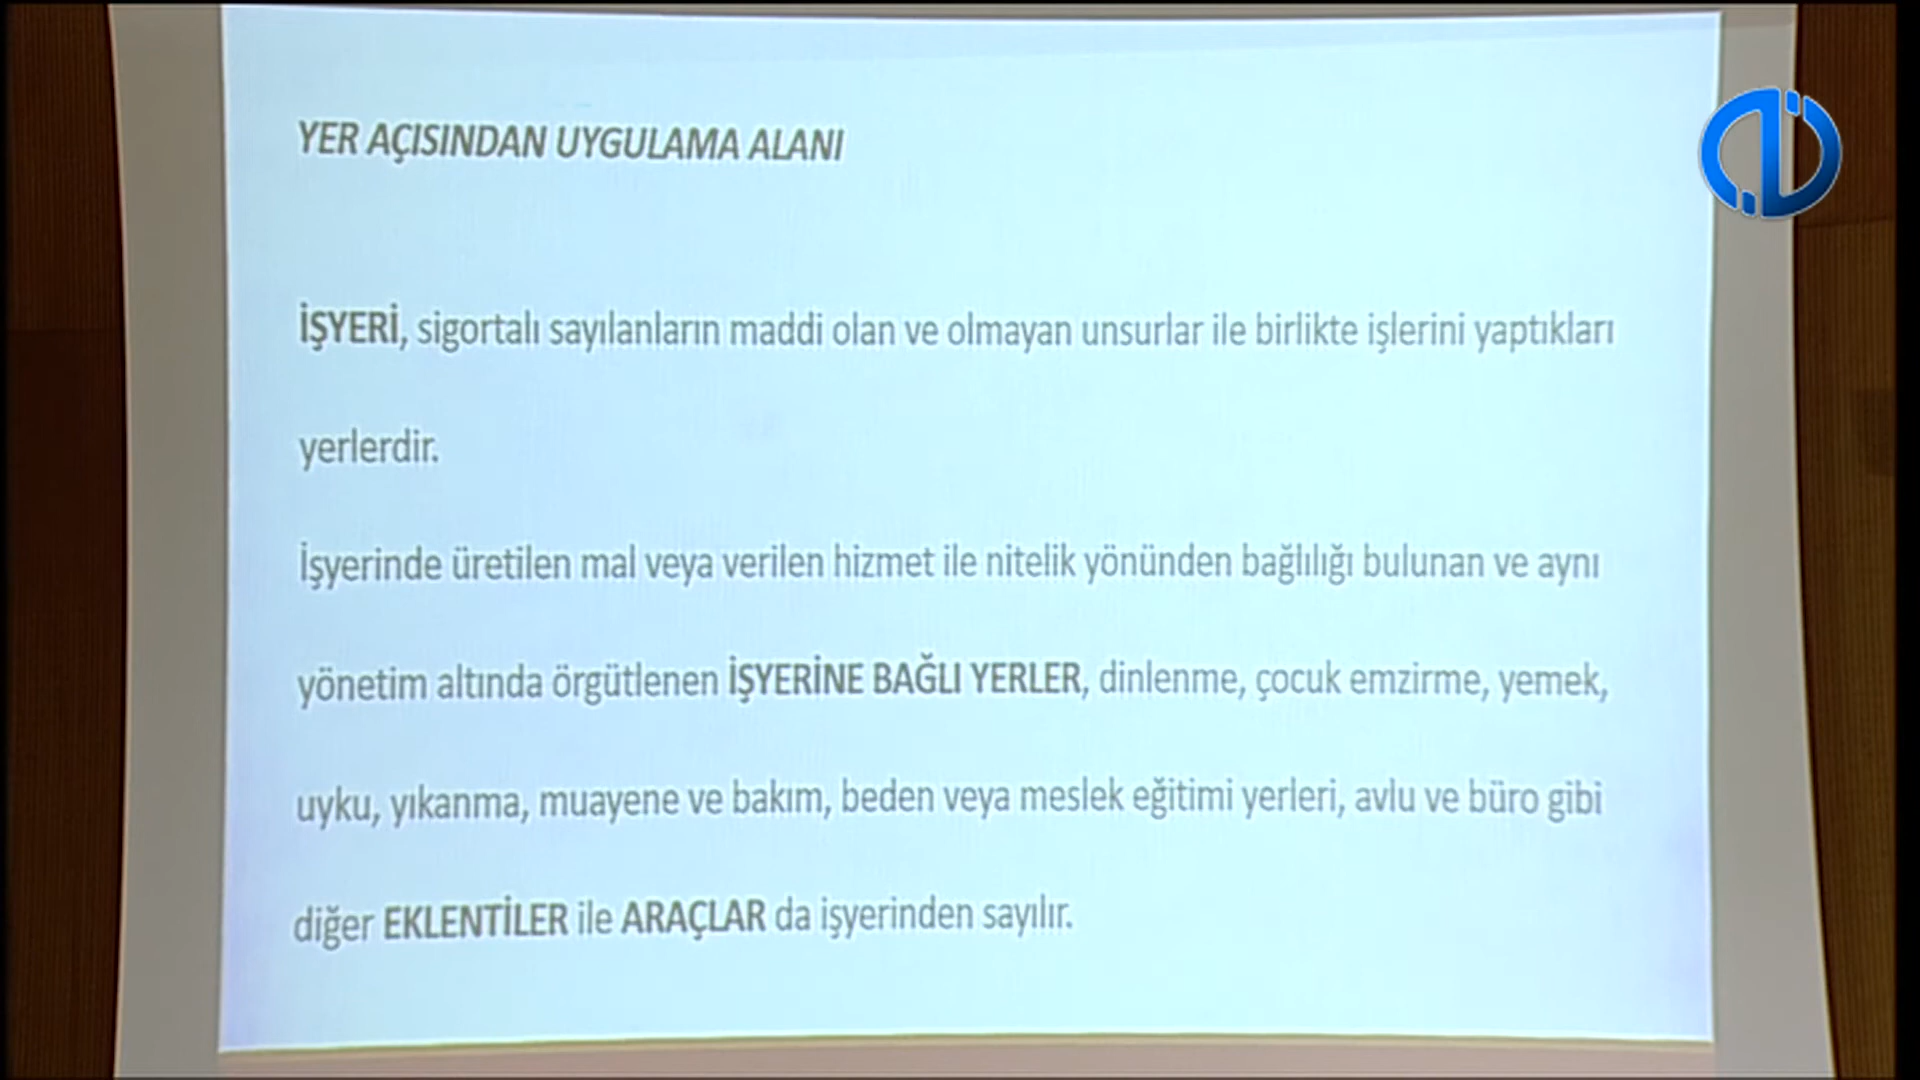 YER AÇISINDAN UYGULAMA ALANI
İŞYERİ, sigortalı sayılanların maddi olan ve olmayan unsurlar ile birlikte işlerini yaptıkları
yerlerdir.
İşyerinde üretilen mal veya verilen hizmet ile nitelik yönünden bağlılığı bulunan ve aynı
yönetim altında örgütlenen İŞYERİNE BAĞLI YERLER, dinlenme, çocuk emzirme, yemek,
uyku, yıkanma, muayene ve bakım, beden veya meslek eğitimi yerleri, avlu ve büro gibi
diğer EKLENTİLER ile ARAÇLAR da işyerinden sayılır.